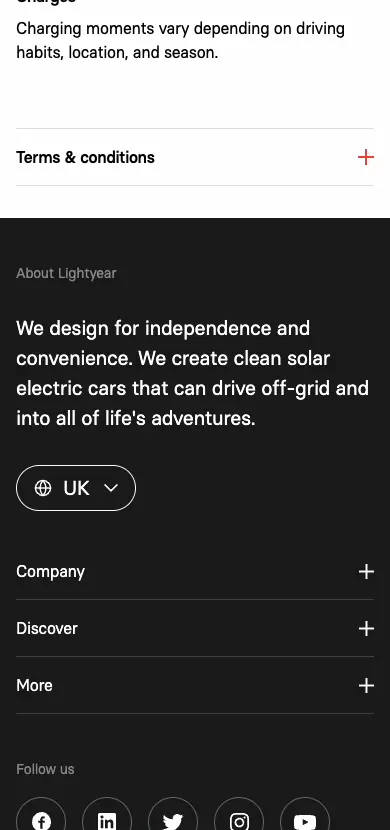 Charges
Charging moments vary depending on driving
habits, location, and season.
Terms & conditions
About Lightyear
We design for independence and
convenience. We create clean solar
electric cars that can drive off-grid and
into all of life's adventures.
UK
Company
Discover
More
Follow us